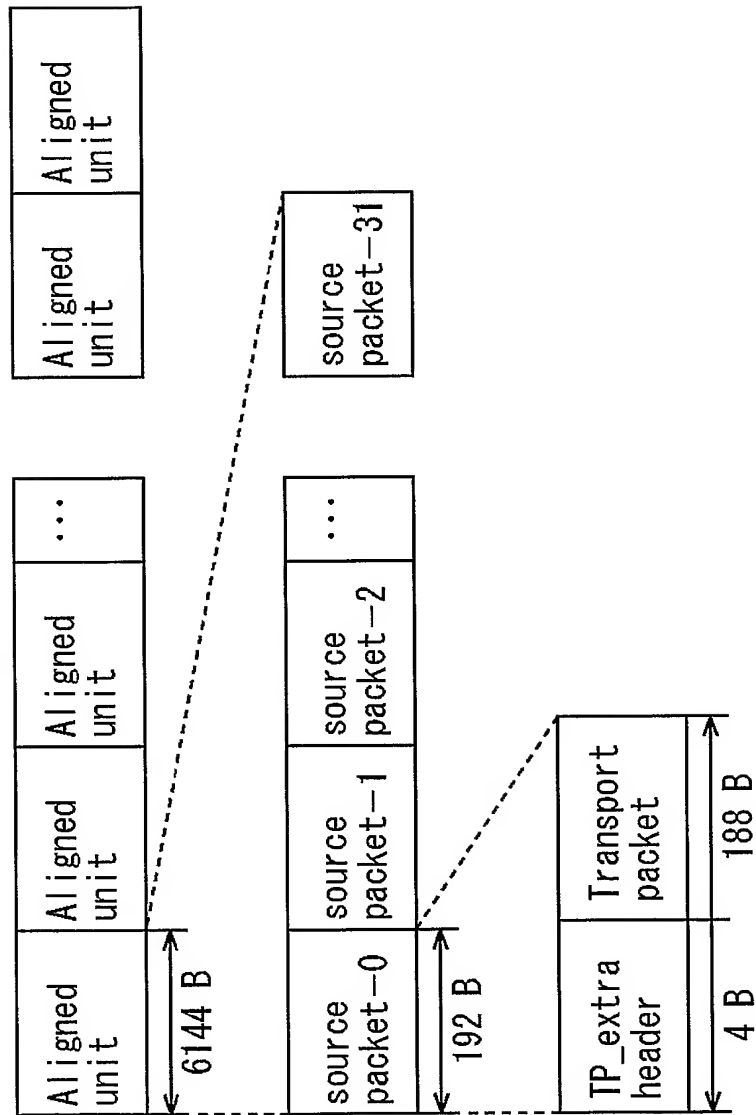 Aligned
unit
Aligned
unit
Aligned
unit
...
Aligned
unit
Aligned
unit
6144 B
source
packet-0
source
packet-1
source
packet-2
...
source
packet-31
192 B
TP_extra
header
Transport
packet
4 B
188 B